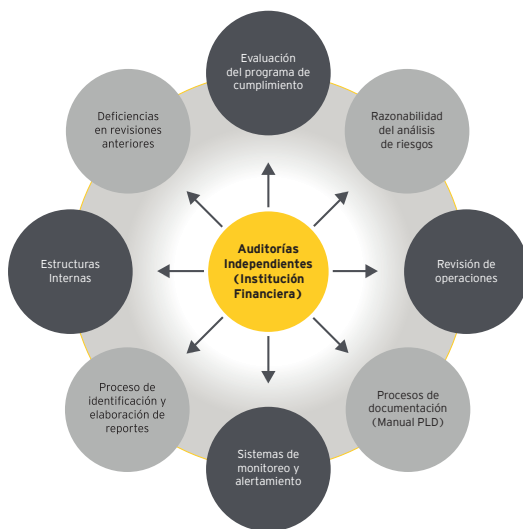 Evaluación
del programa de
cumplimiento
Deficiencias
en revisiones
anteriores
Razonabilidad
del análisis
de riesgos
Estructuras
Internas
Auditorías
Independientes
(Institución
Financiera)
Revisión de
operaciones
Proceso de
identificación y
elaboración de
reportes
Procesos de
documentación
(Manual PLD)
Sistemas de
monitoreo y
alertamiento